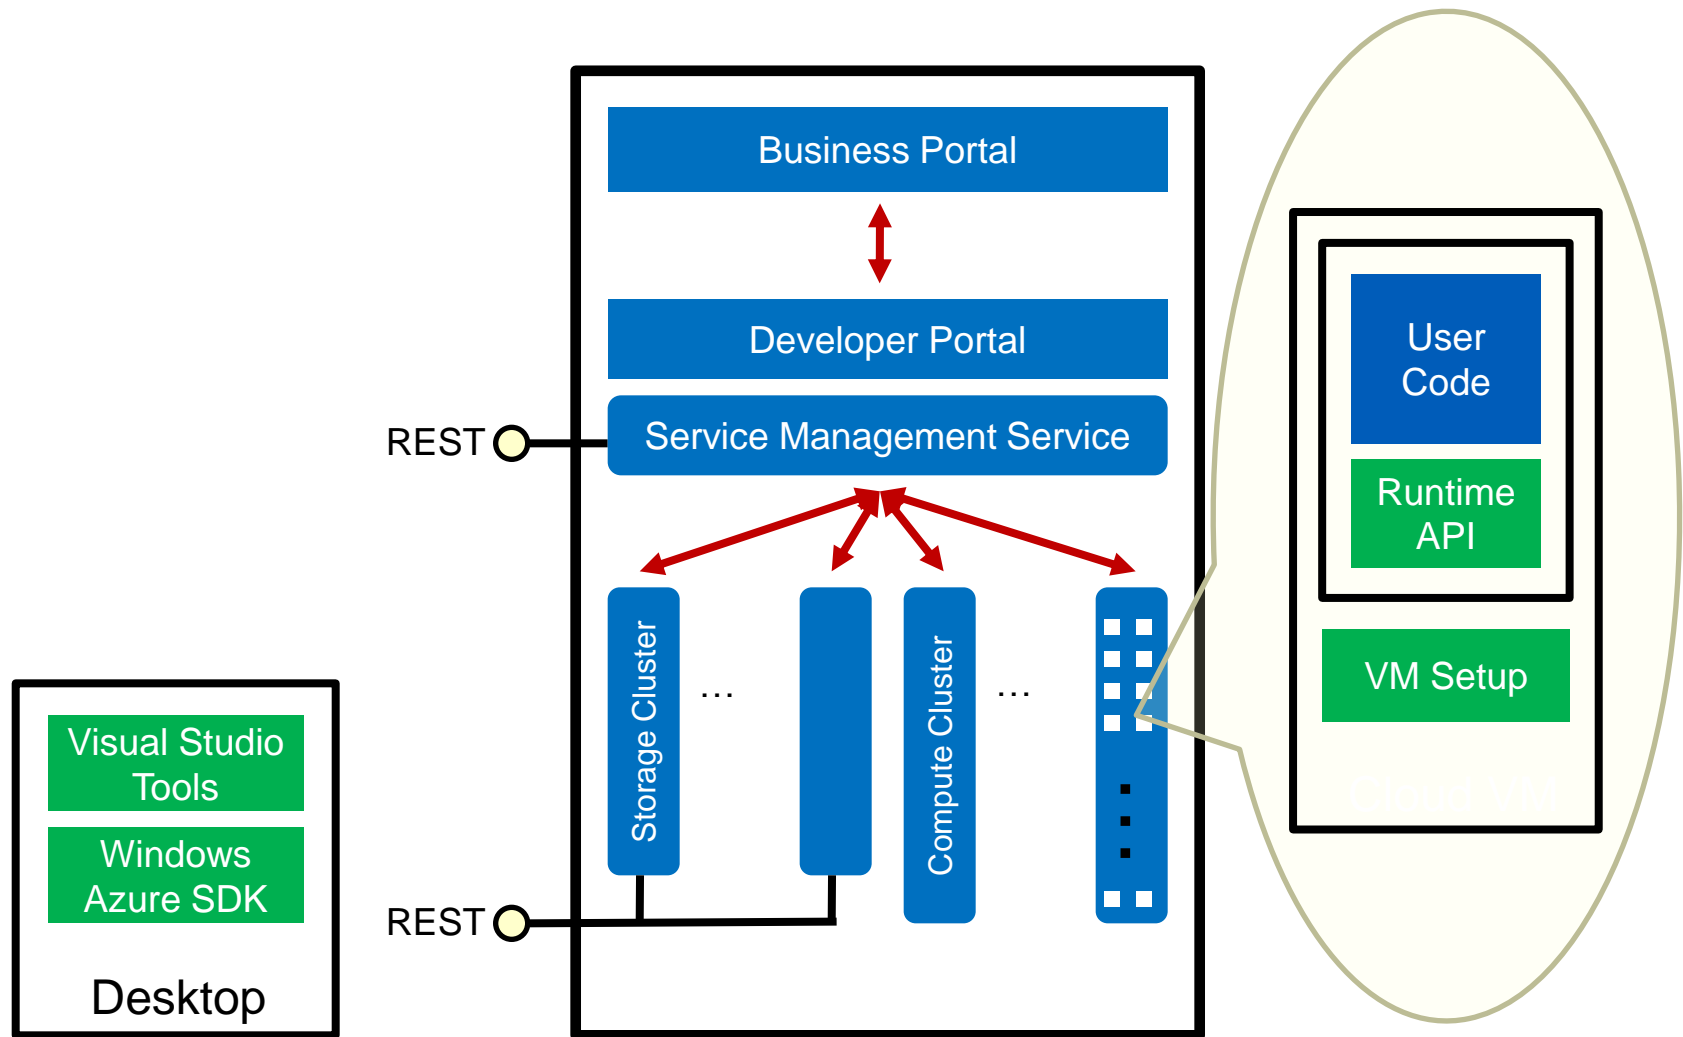 Business Portal
Developer Portal
Service Management Service
REST
Storage Cluster
...
Compute Cluster
...
REST
Visual Studio
Tools
Windows
Azure SDK
Desktop
User
Code
Runtime
API
VM Setup